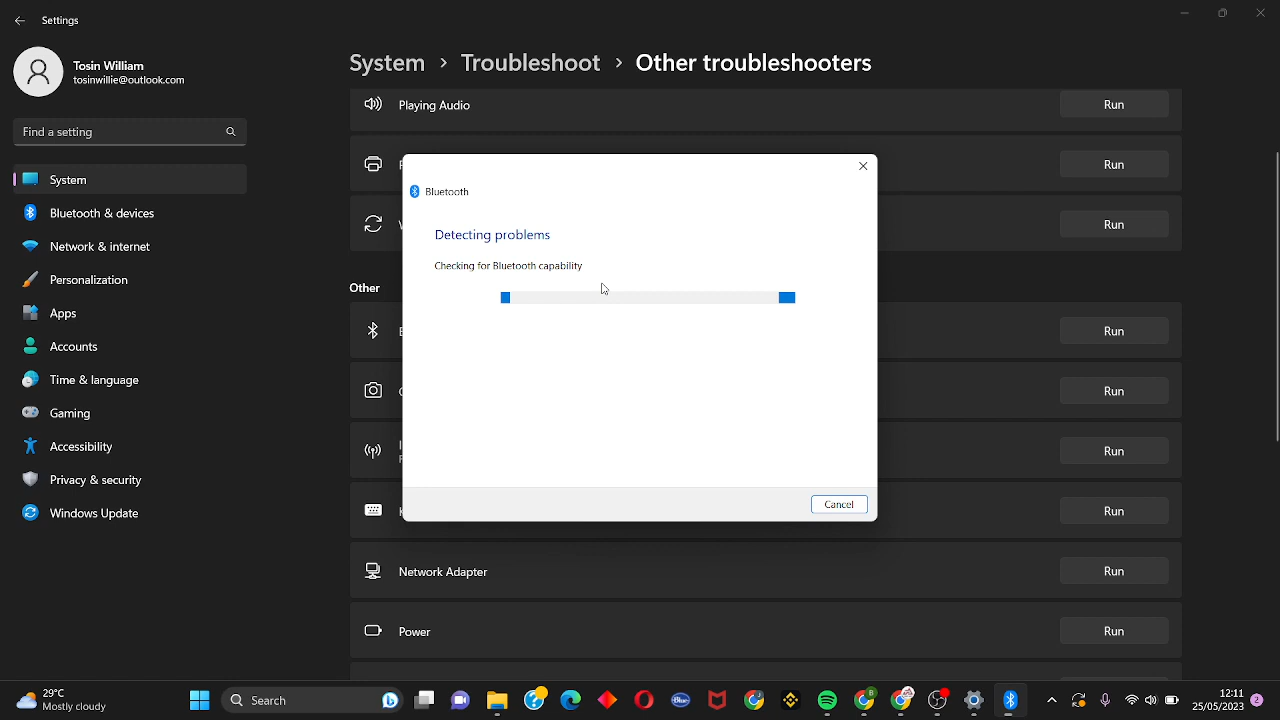 Settings
Tosin William
tosinwillie@outlook.com
Find a setting
System
Bluetooth & devices
Network & internet
Personalization
Apps
Accounts
Time & language
Gaming
Accessibility
Privacy & security
Windows Update
System > Troubleshoot > Other troubleshooters
Playing Audio
Run
Run
Run
Other
Run
Run
Run
Run
Network Adapter
Run
Power
Run
Bluetooth
Detecting problems
Checking for Bluetooth capability
Cancel
29°C
Mostly cloudy
Search
12:11
25/05/2023
2